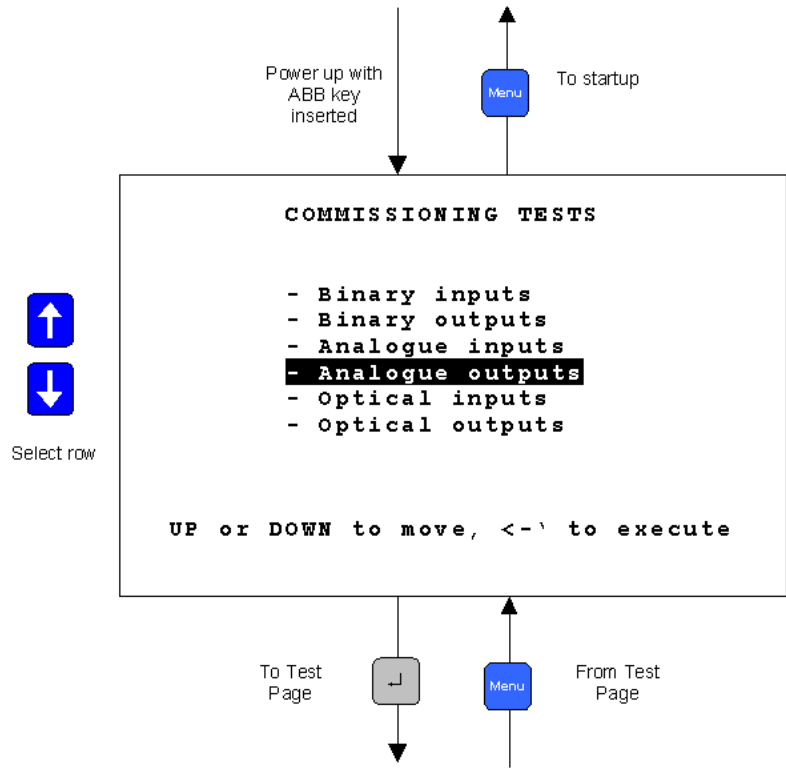 Power up with
ABB key
inserted
Menu
To startup
COMMISSIONING TESTS
- Binary inputs
- Binary outputs
- Analogue inputs
- Analogue outputs
- Optical inputs
- Optical outputs
Select row
UP or DOWN to move, <-` to execute
To Test
Page
Menu
From Test
Page